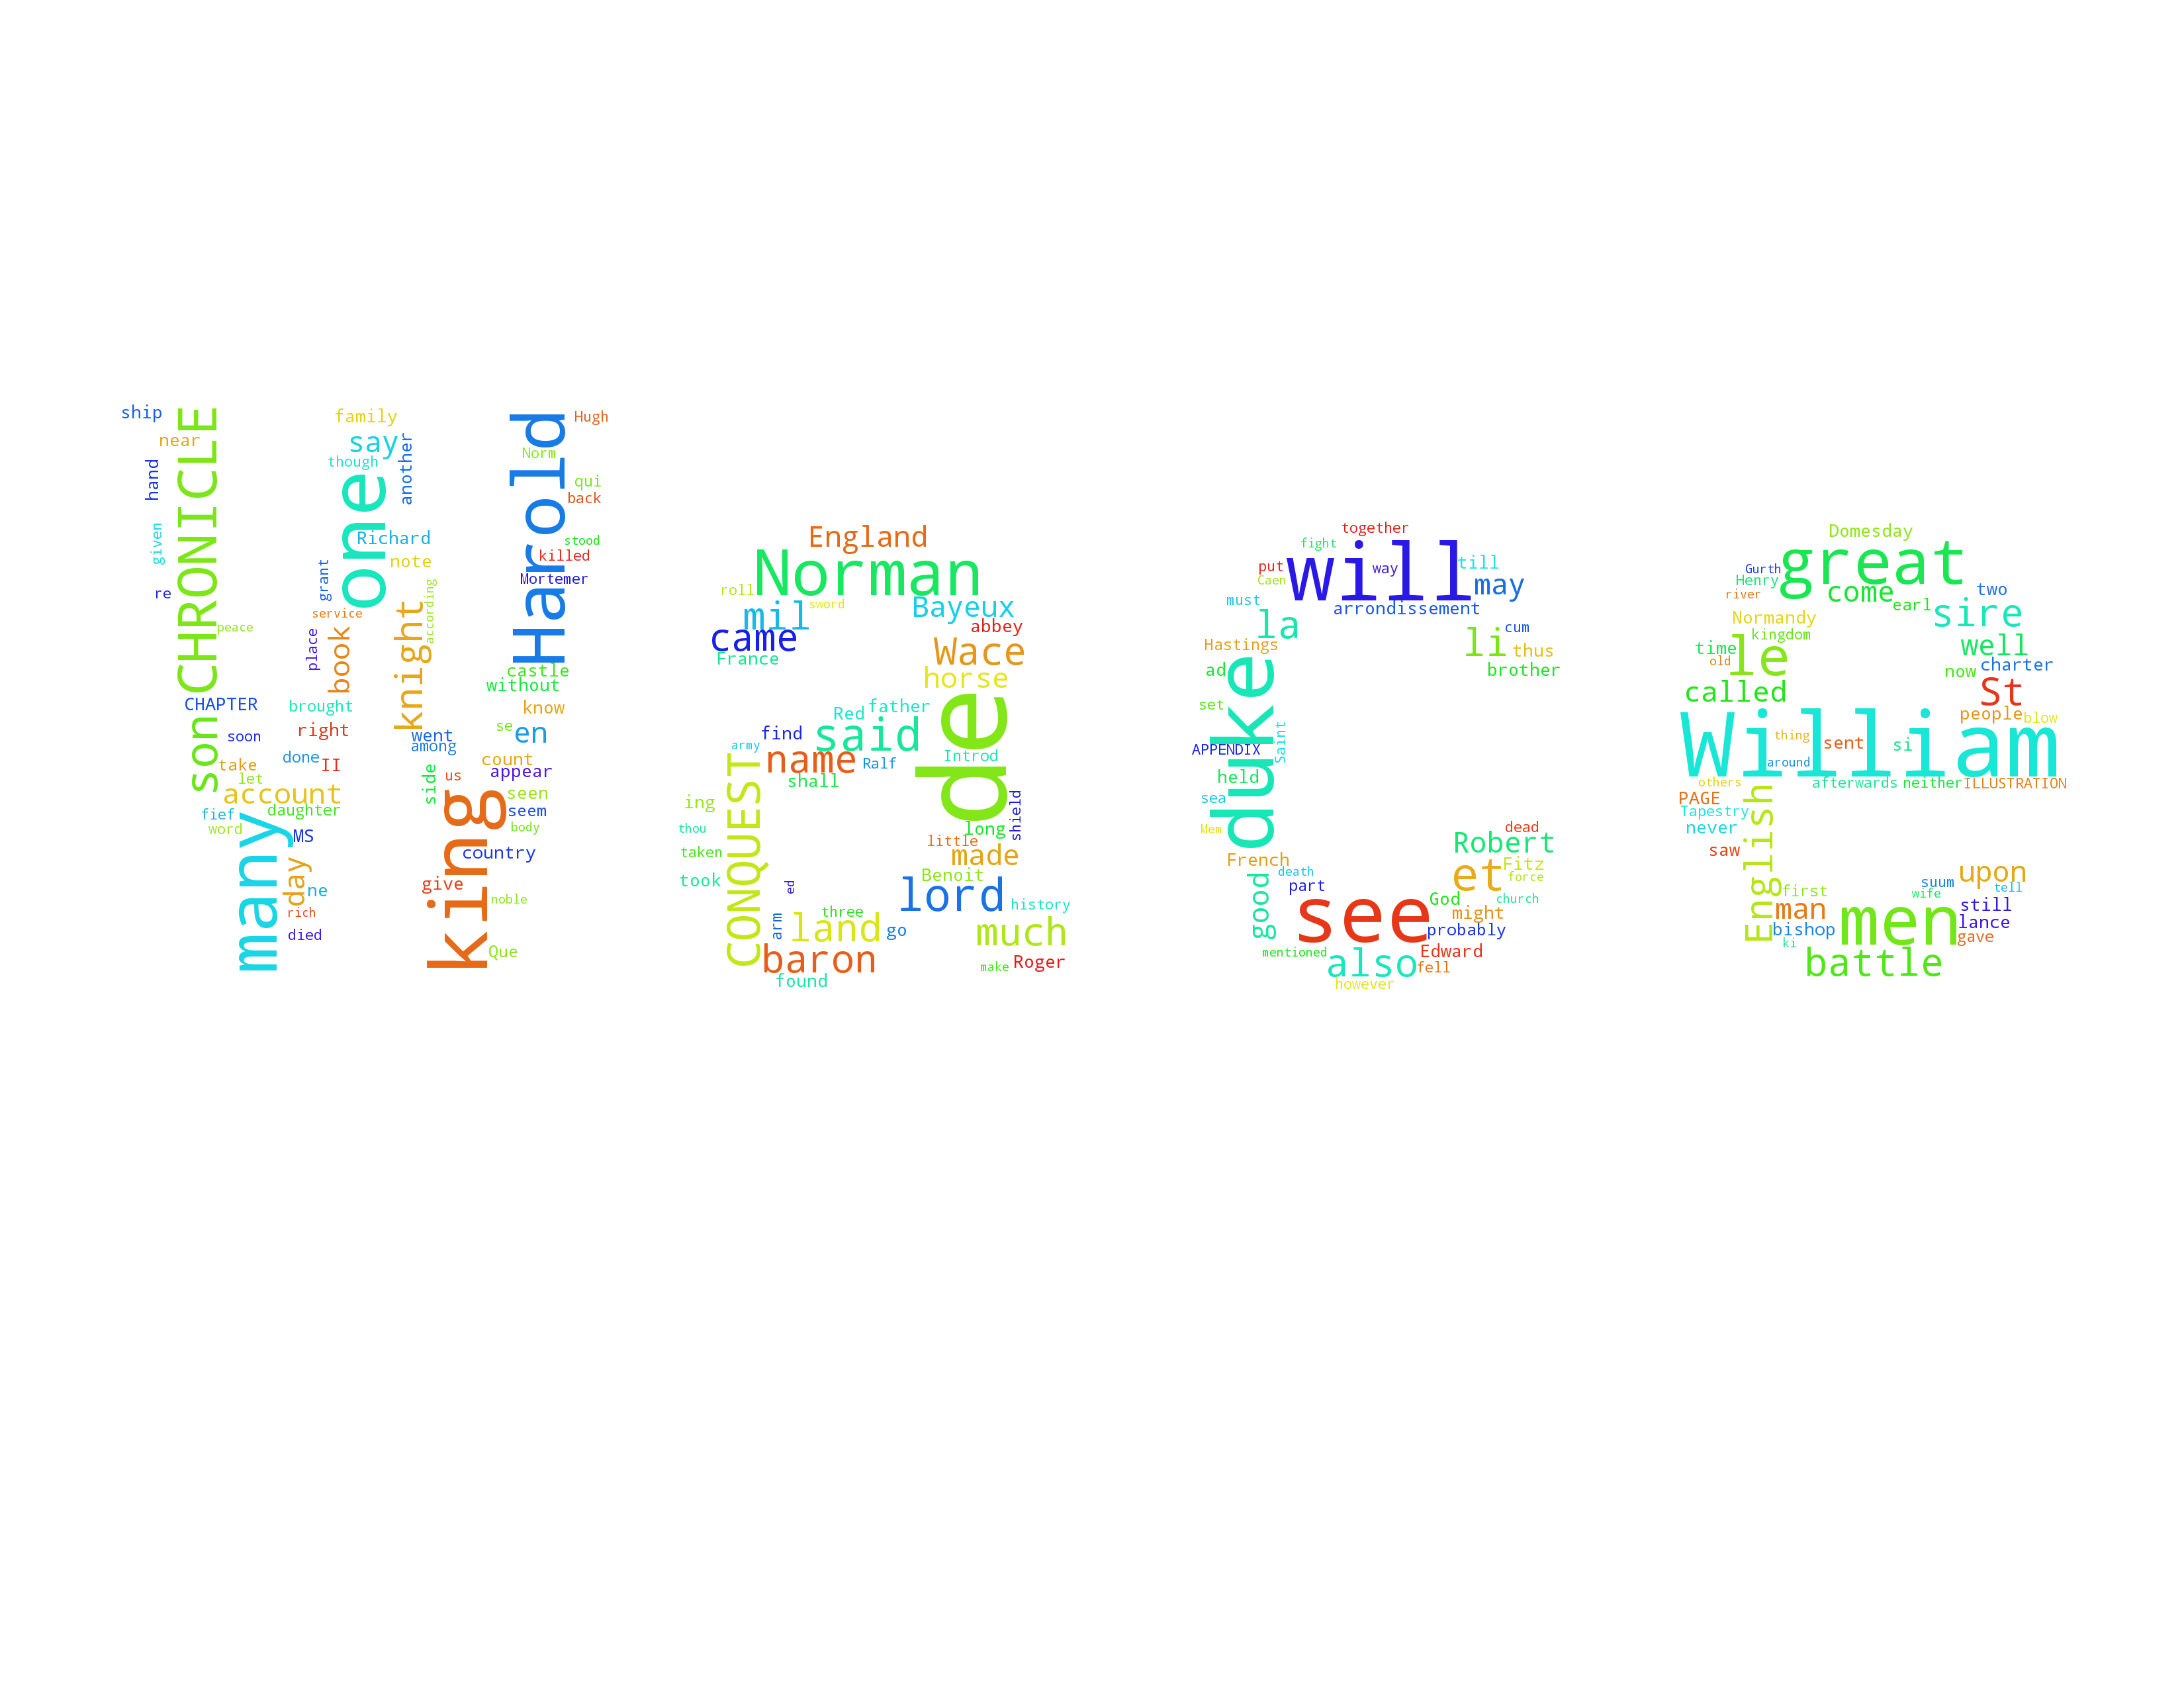 ship
near
hand
given
re
CHRONICLE
peace
CHAPTER
son
soon
take
let
account
daughter
fief
word
many
MS
day
ne
rich
died
family
say
though
another
one
Richard
note
grant
service
according
place
book
knight
brought
right
done
II
went
among
side
us
king
Harold
Hugh
Norm
qui
back
stood
killed
Mortemer
castle
without
know
se
en
count
appear
seen
seem
body
country
give
noble
Que
England
Norman
roll
sword
mil
Bayeux
came
abbey
France
Wace
horse
de
Red
father
find
said
army
name
Introd
Ralf
shall
CONQUEST
ing
shield
thou
long
little
taken
made
took
ed
Benoit
lord
history
three
arm
land
go
much
baron
make
Roger
found
together
fight
will
way
till
put
Caen
may
must
arrondissement
la
cum
Hastings
li
thus
ad
brother
duke
set
Saint
APPENDIX
held
sea
Mem
dead
Robert
French
death
et
Fitz
force
part
good
see
God
church
might
probably
mentioned
Edward
also
fell
however
Domesday
great
Gurth
Henry
river
come
two
earl
sire
Normandy
kingdom
time
old
le
well
now
charter
called
St
people
blow
William
thing
sent
si
around
others
afterwards
neither
ILLUSTRATION
PAGE
English
Tapestry
never
saw
upon
suum
tell
first
wife
man
men
still
lance
bishop
gave
ki
battle